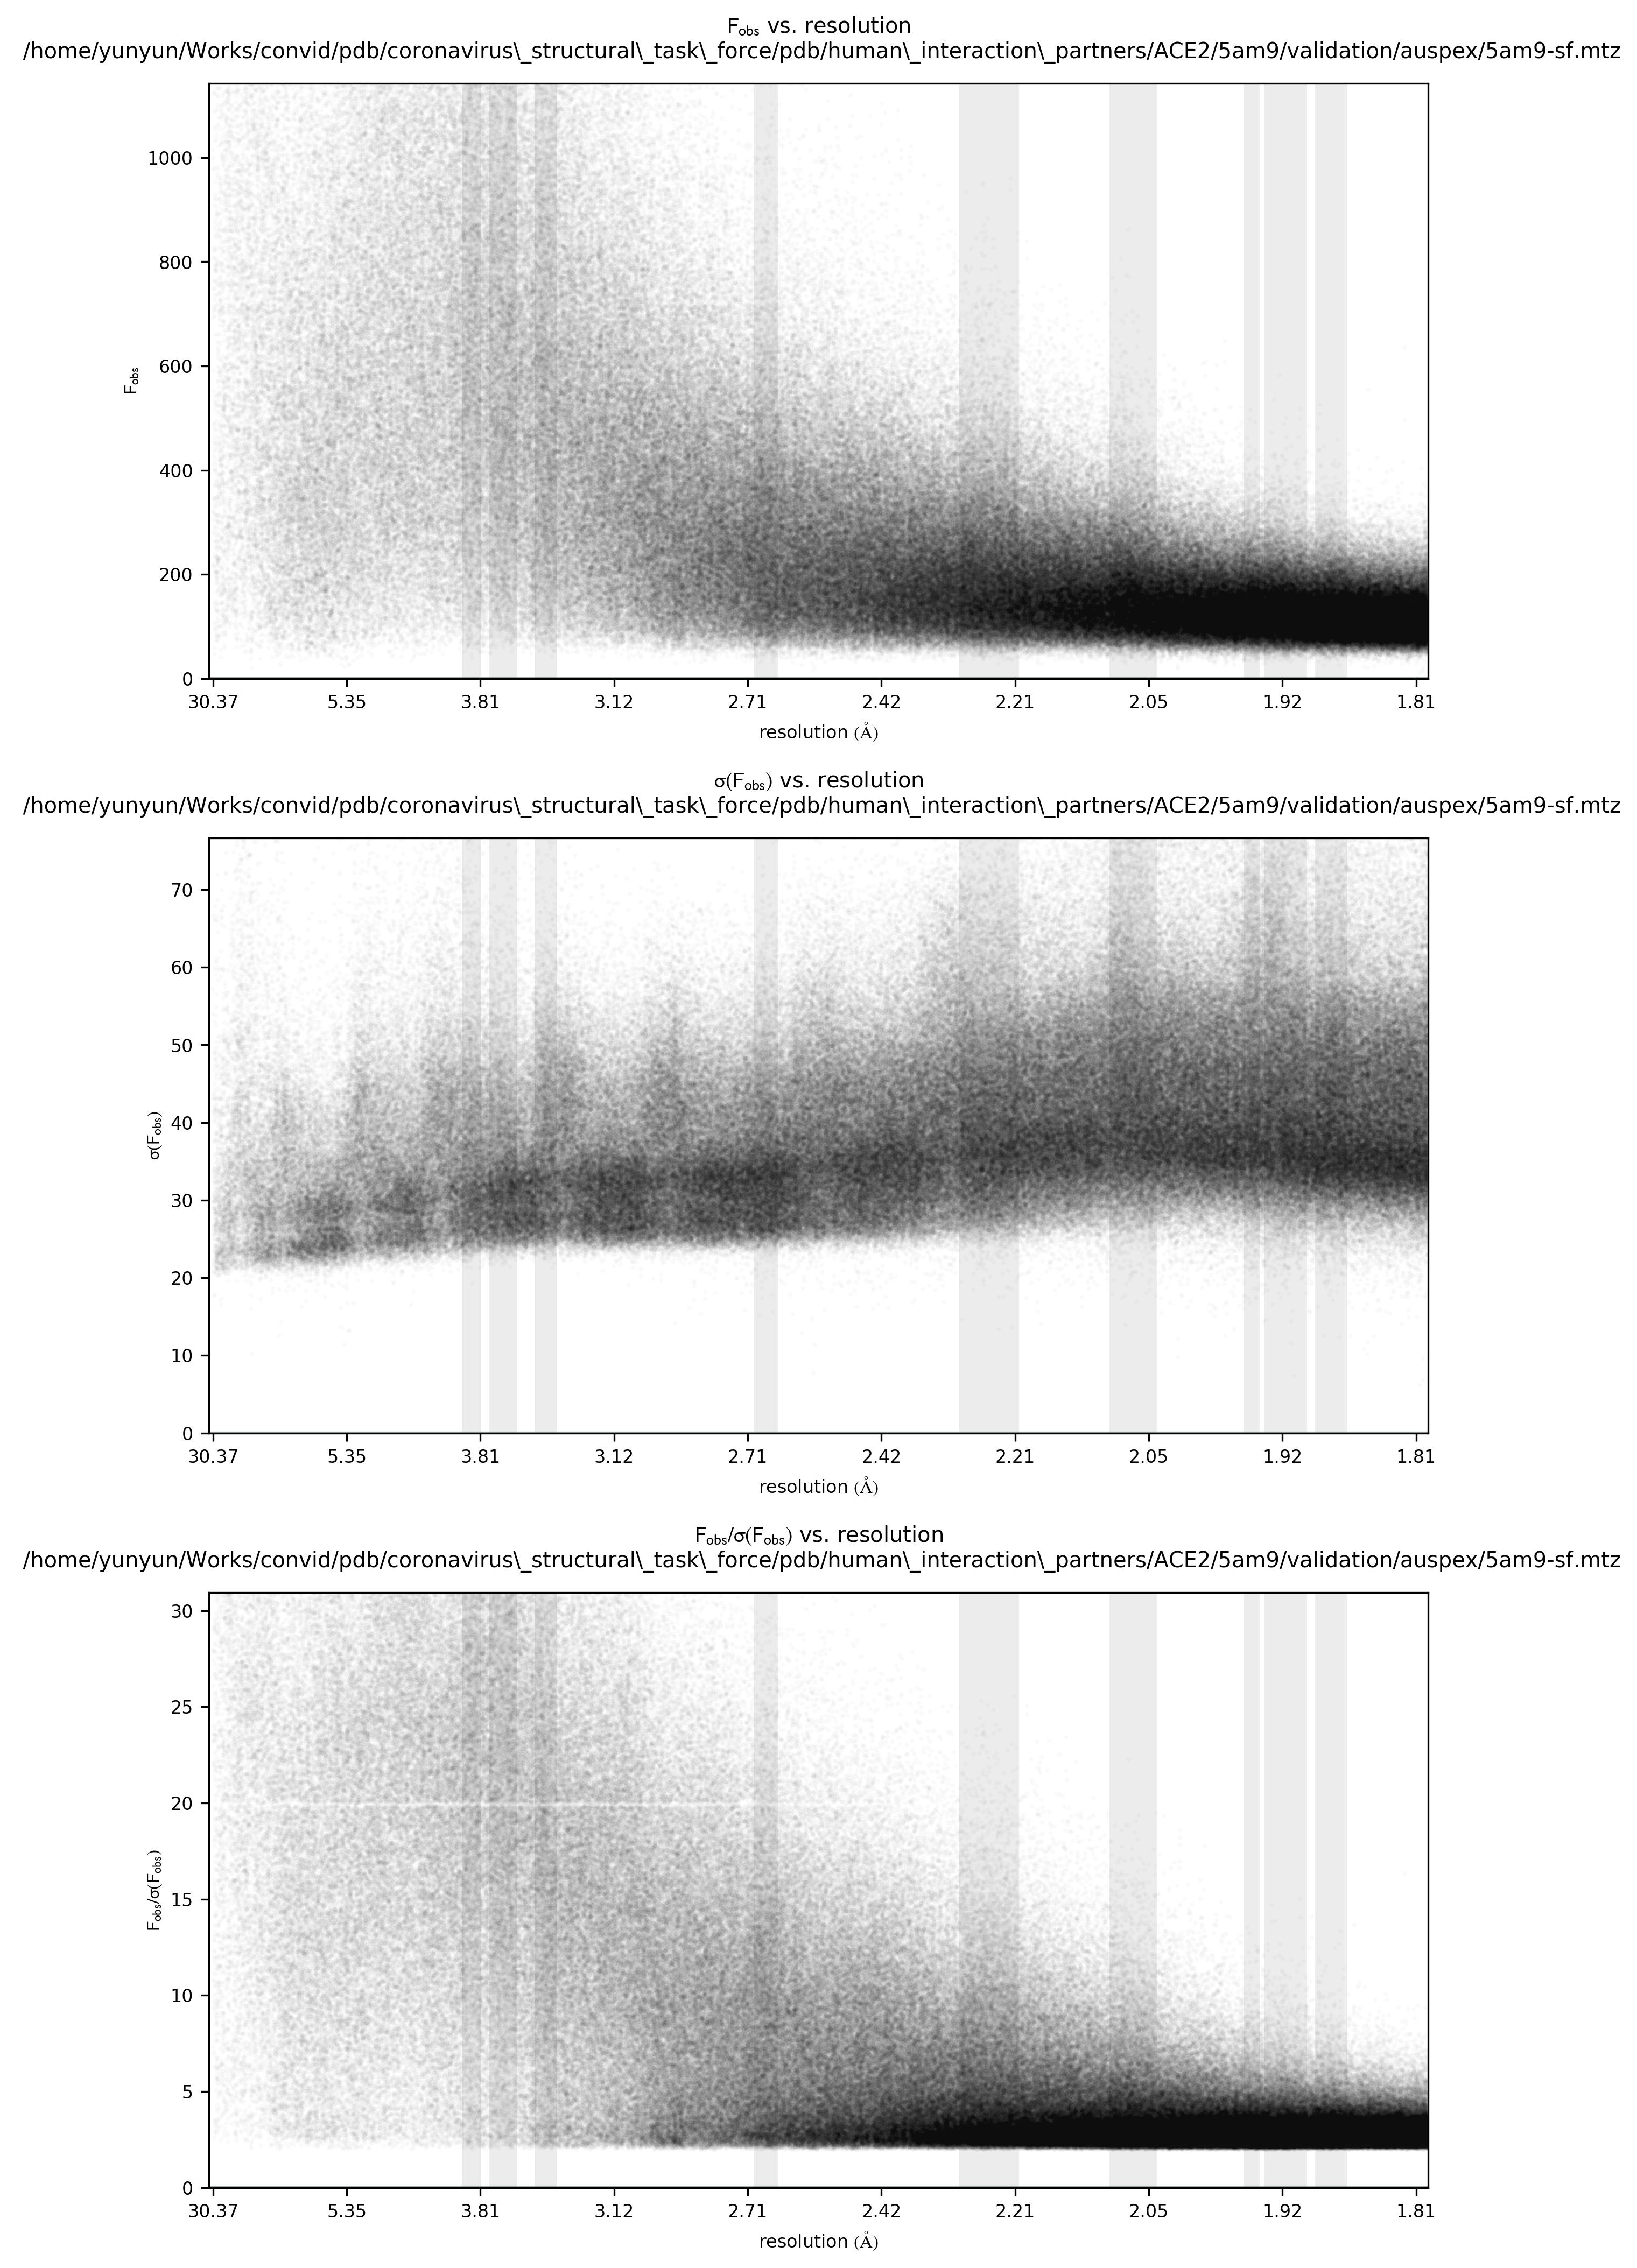 Fobs vs. resolution
/home/yunyun/Works/convid/pdb/coronavirus\_structural\_task\_force/pdb/human\_interaction\_partners/ACE2/5am9/validation/auspex/5am9-sf.mtz
1000
800
600
400
200
0
Fobs
30.37 5.35 3.81 3.12 2.71 2.42 2.21 2.05 1.92 1.81
resolution (Å)
σ(Fobs) vs. resolution
/home/yunyun/Works/convid/pdb/coronavirus\_structural\_task\_force/pdb/human\_interaction\_partners/ACE2/5am9/validation/auspex/5am9-sf.mtz
70
60
50
40
30
20
10
0
σ(Fobs)
30.37 5.35 3.81 3.12 2.71 2.42 2.21 2.05 1.92 1.81
resolution (Å)
Fobs/σ(Fobs) vs. resolution
/home/yunyun/Works/convid/pdb/coronavirus\_structural\_task\_force/pdb/human\_interaction\_partners/ACE2/5am9/validation/auspex/5am9-sf.mtz
30
25
20
15
10
5
0
Fobs/σ(Fobs)
30.37 5.35 3.81 3.12 2.71 2.42 2.21 2.05 1.92 1.81
resolution (Å)